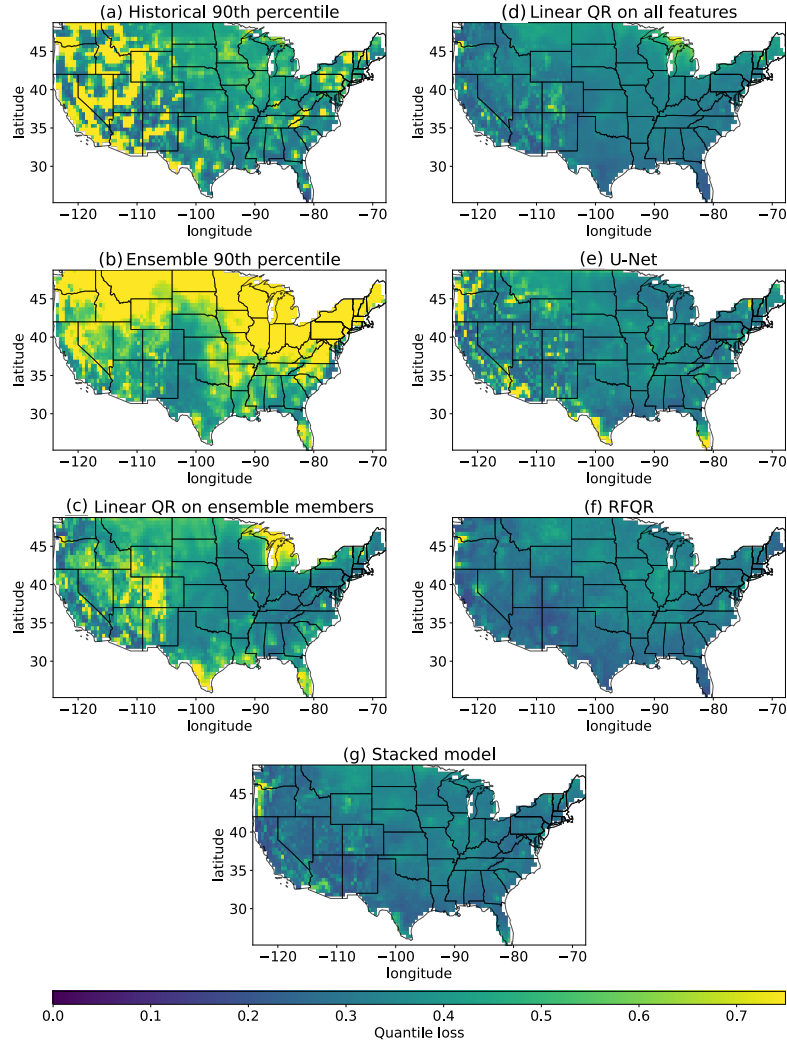 (a) Historical 90th percentile
45
40
35
30
latitude
−120 −110 −100 −90 −80 −70
longitude
(d) Linear QR on all features
45
40
35
30
latitude
−120 −110 −100 −90 −80 −70
longitude
(b) Ensemble 90th percentile
45
40
35
30
latitude
−120 −110 −100 −90 −80 −70
longitude
(e) U-Net
45
40
35
30
latitude
−120 −110 −100 −90 −80 −70
longitude
(c) Linear QR on ensemble members
45
40
35
30
latitude
−120 −110 −100 −90 −80 −70
longitude
(f) RFQR
45
40
35
30
latitude
−120 −110 −100 −90 −80 −70
longitude
(g) Stacked model
45
40
35
30
latitude
−120 −110 −100 −90 −80 −70
longitude
0.0 0.1 0.2 0.3 0.4 0.5 0.6 0.7
Quantile loss